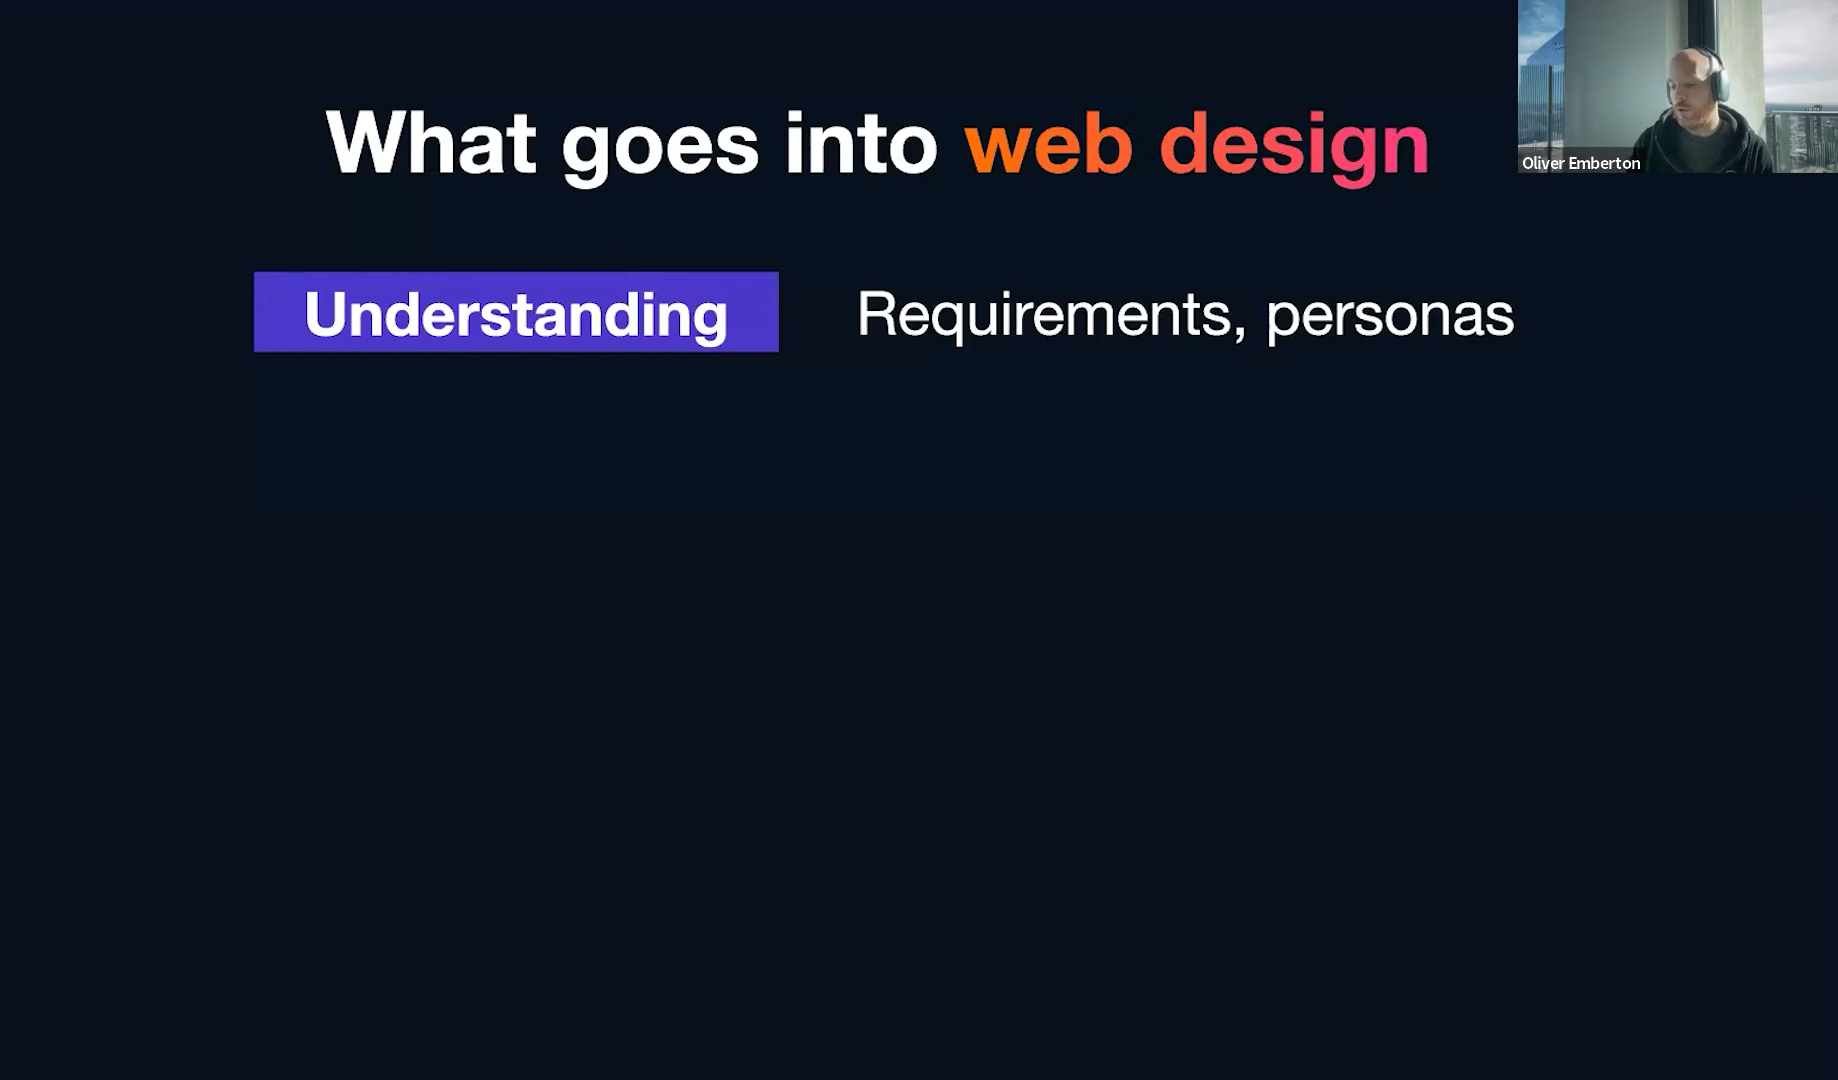 What goes into web design
Oliver Emberton
Understanding
Requirements, personas